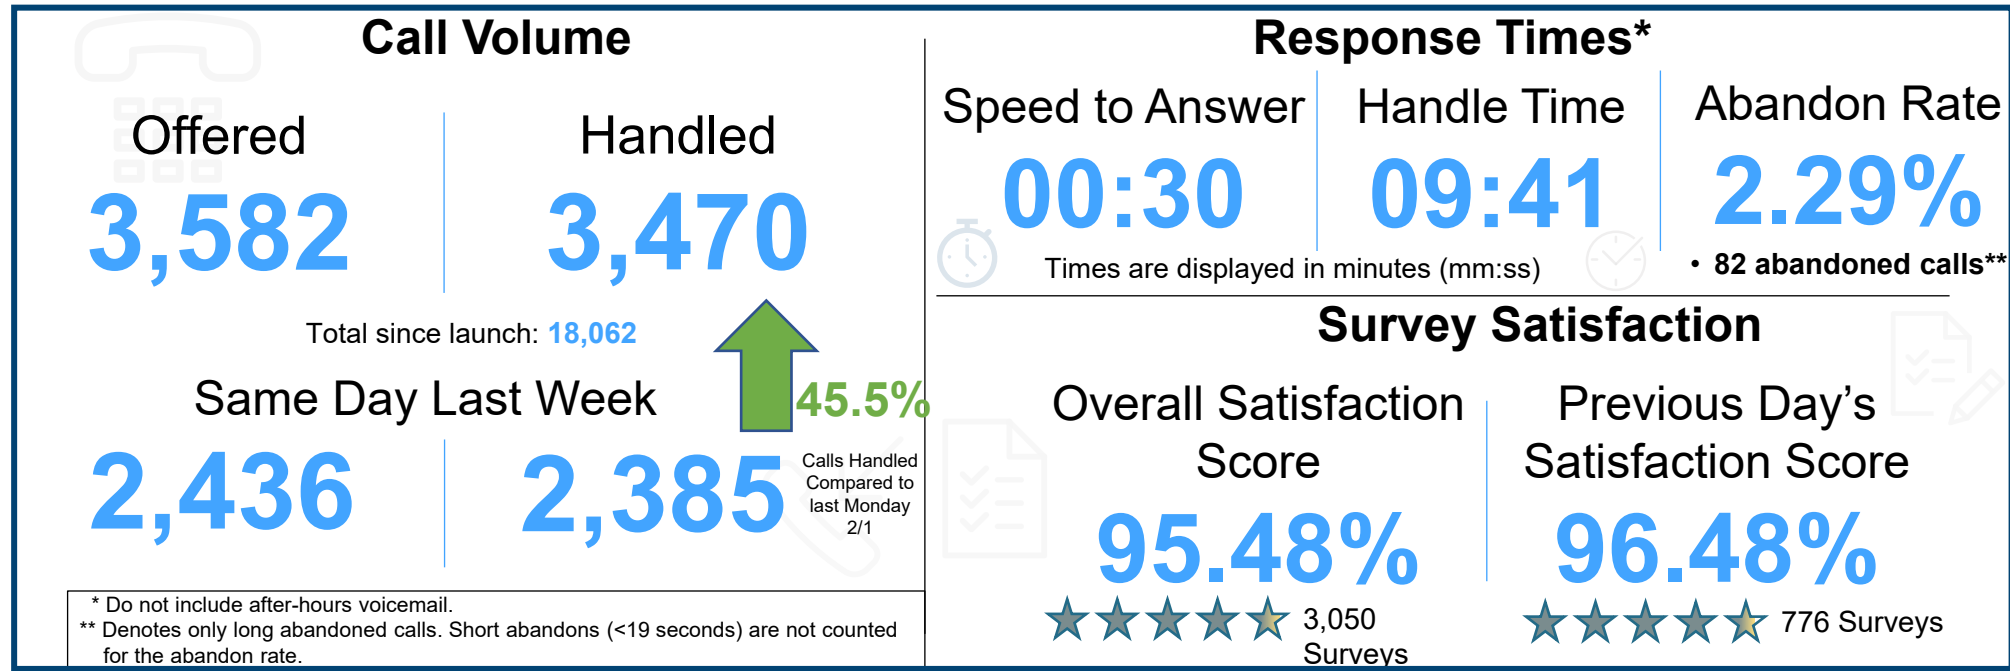 Call Volume
Offered
3,582
Handled
3,470
Total since launch: 18,062
Same Day Last Week
2,436
2,385
45.5%
Calls Handled
Compared to
last Monday
2/1
* Do not include after-hours voicemail.
** Denotes only long abandoned calls. Short abandons (<19 seconds) are not counted
for the abandon rate.
Response Times*
Speed to Answer
00:30
Handle Time
09:41
Times are displayed in minutes (mm:ss)
Abandon Rate
2.29%
• 82 abandoned calls**
Survey Satisfaction
Overall Satisfaction
Score
95.48%
3,050
Surveys
Previous Day’s
Satisfaction Score
96.48%
776 Surveys